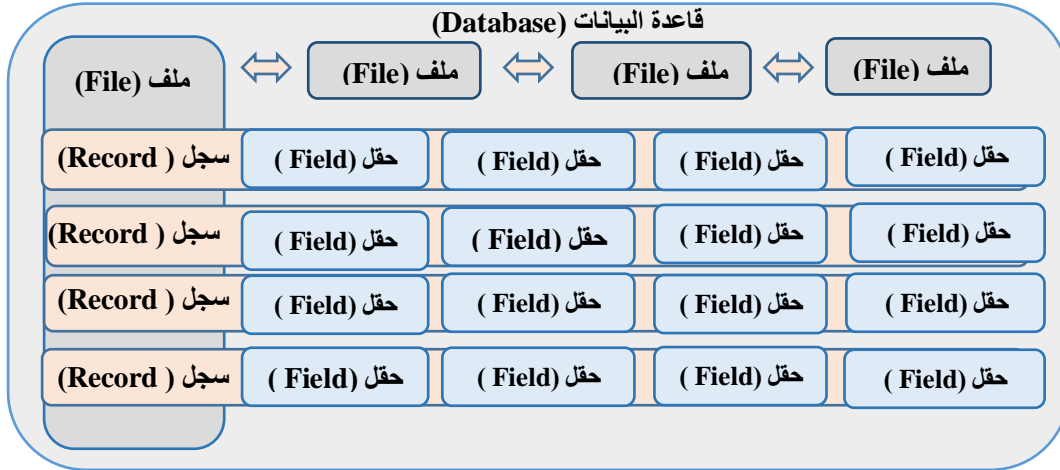 قاعدة البيانات (Database)
ملف (File) ملف (File) ملف (File) ملف (File)
سجل ( Record) حقل (Field ) حقل (Field ) حقل (Field ) حقل (Field )
سجل ( Record) حقل (Field ) حقل (Field ) حقل (Field ) حقل (Field )
سجل ( Record) حقل (Field ) حقل (Field ) حقل (Field ) حقل (Field )
سجل ( Record) حقل (Field ) حقل (Field ) حقل (Field ) حقل (Field )